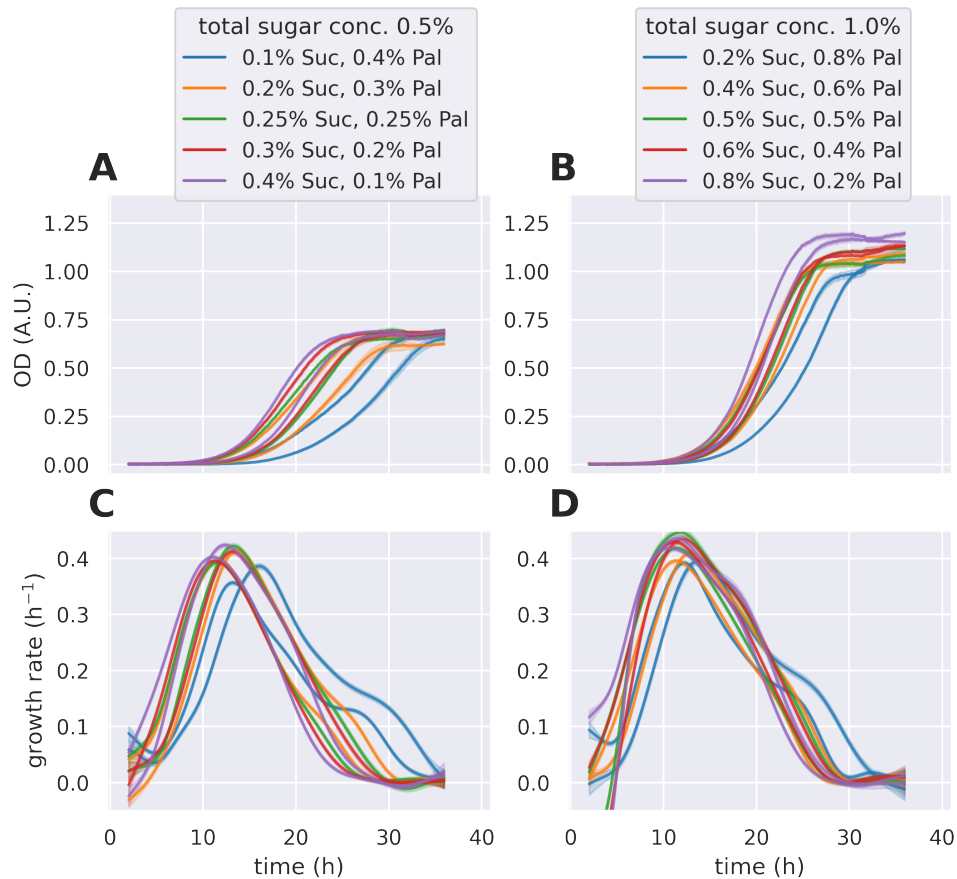 total sugar conc. 0.5%
0.1% Suc, 0.4% Pal
0.2% Suc, 0.3% Pal
0.25% Suc, 0.25% Pal
0.3% Suc, 0.2% Pal
0.4% Suc, 0.1% Pal
total sugar conc. 1.0%
0.2% Suc, 0.8% Pal
0.4% Suc, 0.6% Pal
0.5% Suc, 0.5% Pal
0.6% Suc, 0.4% Pal
0.8% Suc, 0.2% Pal
A
OD (A.U.)
1.25
1.00
0.75
0.50
0.25
0.00
B
1.25
1.00
0.75
0.50
0.25
0.00
C
growth rate (h⁻¹)
0.4
0.3
0.2
0.1
0.0
0 10 20 30 40
time (h)
D
0.4
0.3
0.2
0.1
0.0
0 10 20 30 40
time (h)